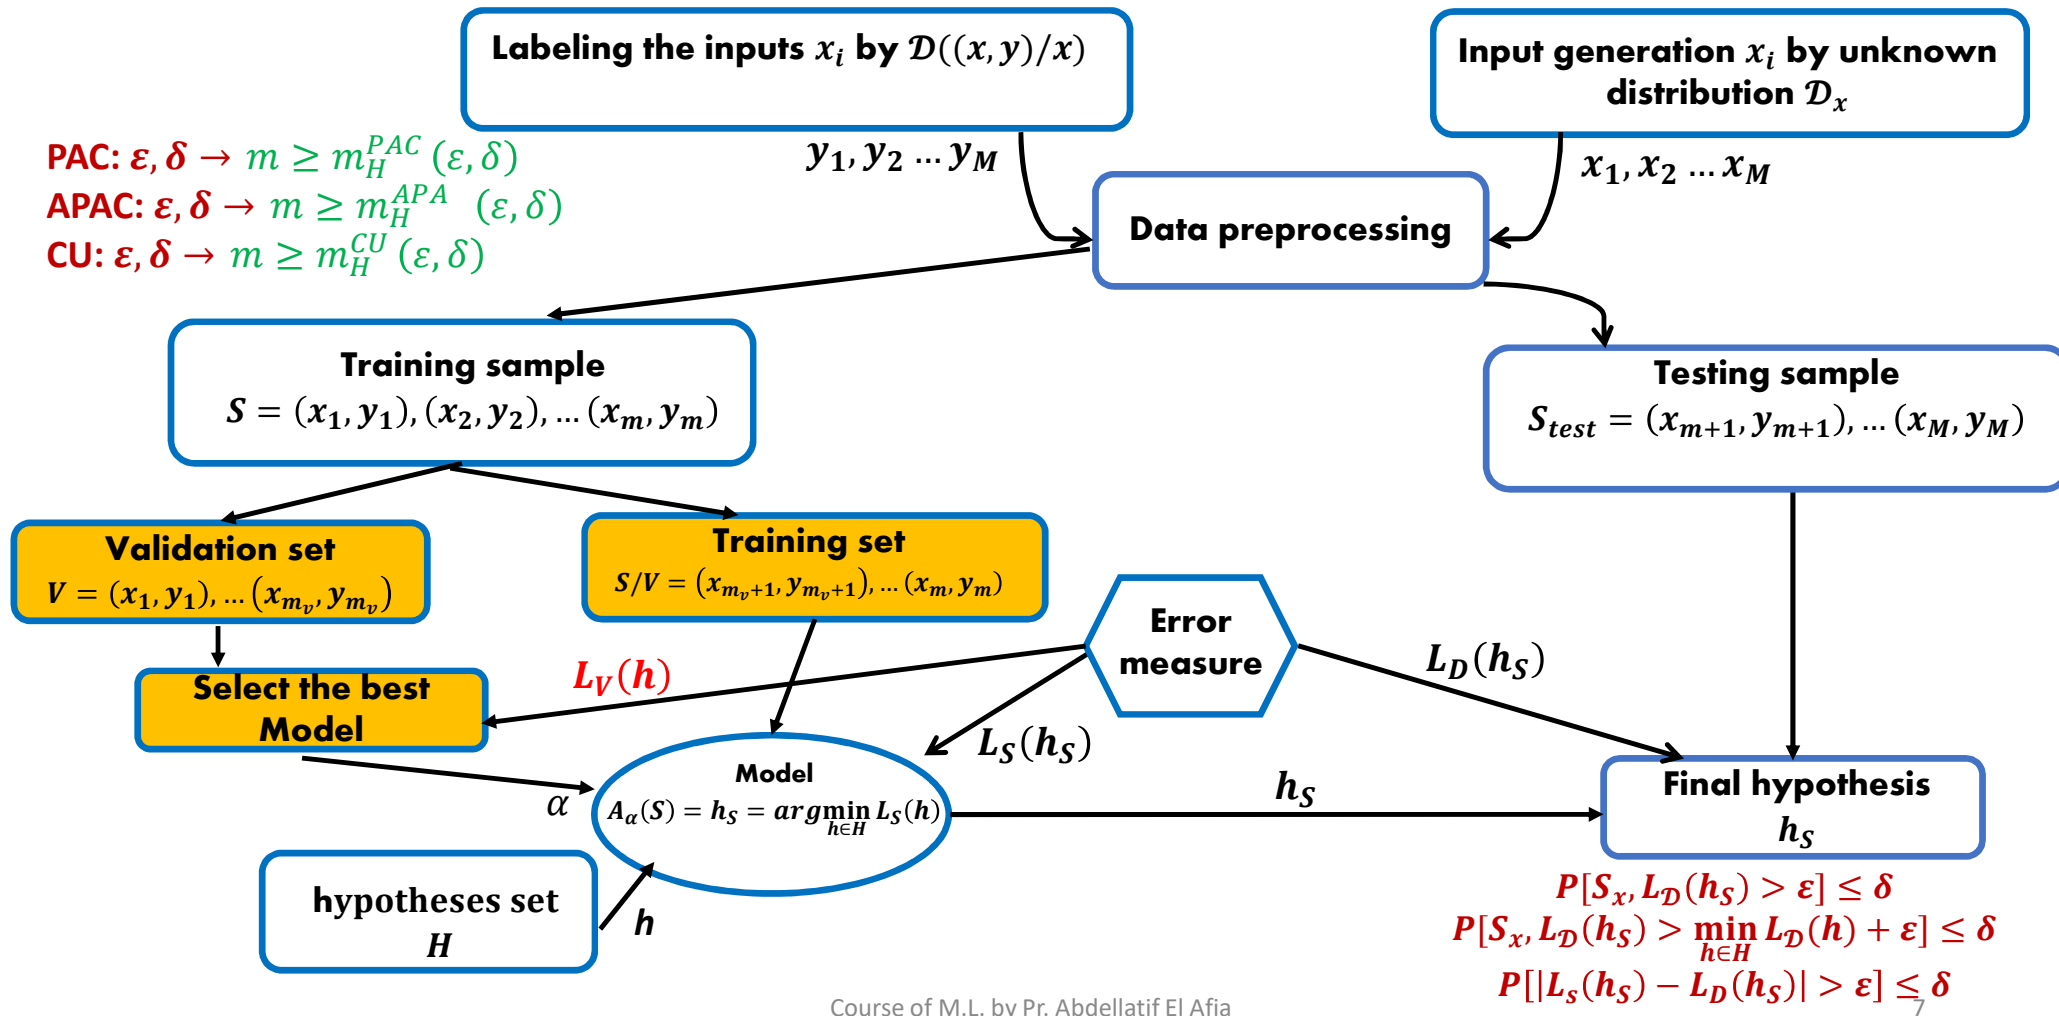 Labeling the inputs 𝒙ᵢ by 𝒟((𝒙, 𝒚)/𝒙)
Input generation 𝒙ᵢ by unknown
distribution 𝒟ₓ
PAC: ε, δ → m ≥ m_H^{PAC} (ε, δ)
APAC: ε, δ → m ≥ m_H^{APA} (ε, δ)
CU: ε, δ → m ≥ m_H^{CU} (ε, δ)
y₁, y₂ … y_M
x₁, x₂ … x_M
Data preprocessing
Training sample
S = (x₁, y₁), (x₂, y₂), … (x_m, y_m)
Testing sample
S_{test} = (x_{m+1}, y_{m+1}), … (x_M, y_M)
Validation set
V = (x₁, y₁), … (x_{m_v}, y_{m_v})
Training set
S/V = (x_{m_v+1}, y_{m_v+1}), … (x_m, y_m)
Error
measure
L_V(h)
L_D(h_S)
L_S(h_S)
Select the best
Model
α
Model
A_α(S) = h_S = argmin_{h∈H} L_S(h)
h_S
Final hypothesis
h_S
hypotheses set
H
h
P[S_x, L_𝒟(h_S) > ε] ≤ δ
P[S_x, L_𝒟(h_S) > min_{h∈H} L_𝒟(h) + ε] ≤ δ
P[|L_s(h_S) − L_D(h_S)| > ε] ≤ δ
Course of M.L. by Pr. Abdellatif El Afia
7